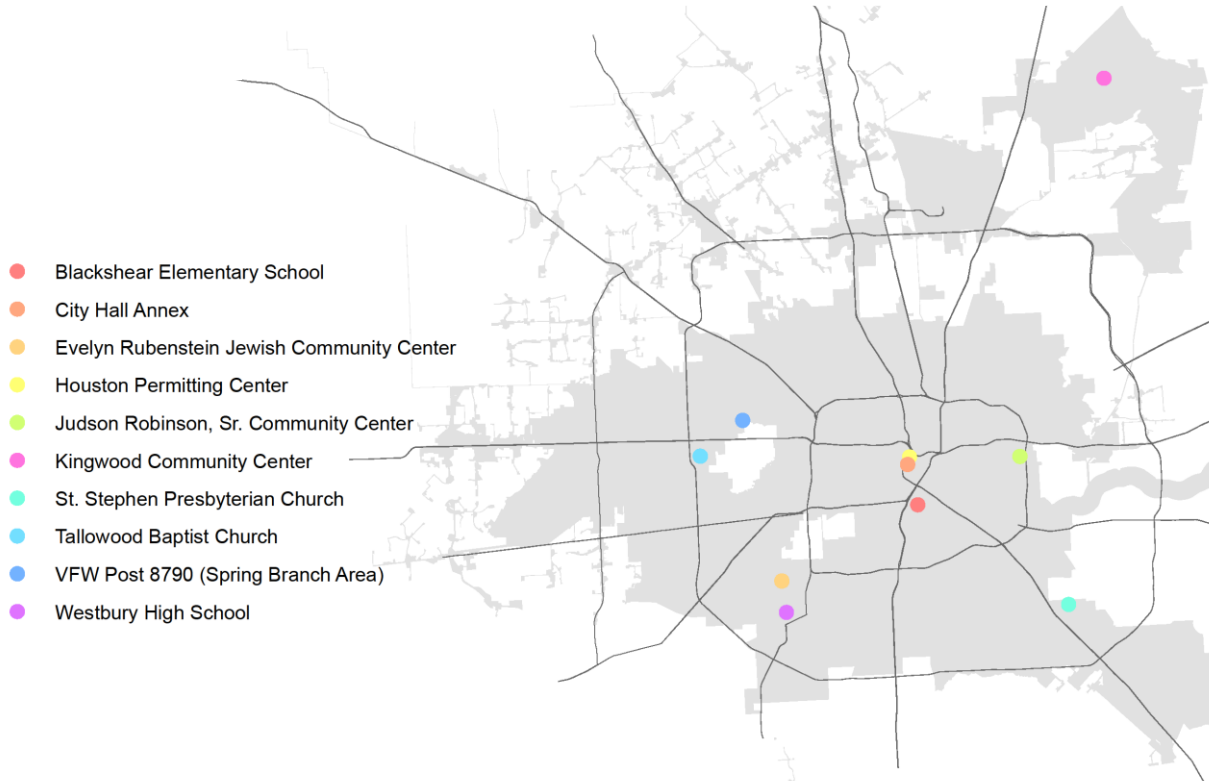 Blackshear Elementary School
City Hall Annex
Evelyn Rubenstein Jewish Community Center
Houston Permitting Center
Judson Robinson, Sr. Community Center
Kingwood Community Center
St. Stephen Presbyterian Church
Tallowood Baptist Church
VFW Post 8790 (Spring Branch Area)
Westbury High School